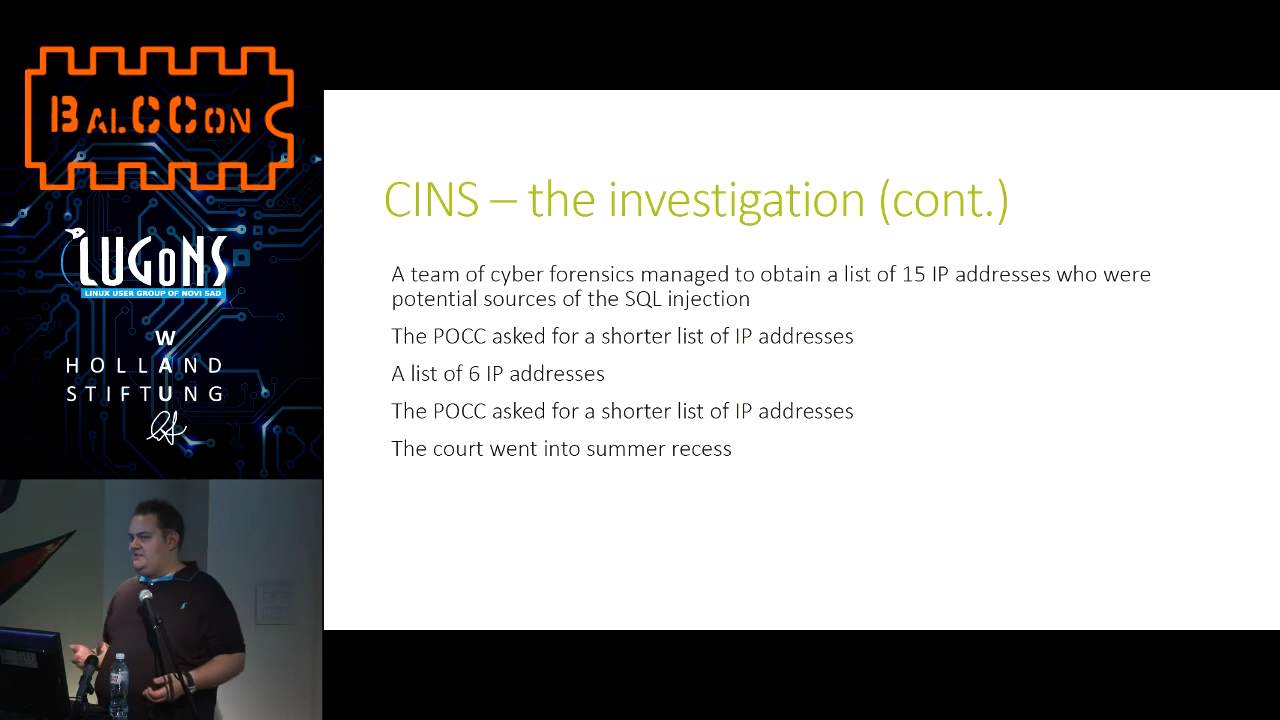 BALCCON
LUGoNS
LINUX USER GROUP OF NOVI SAD
W
HOLLAND
STIFTUNG
CINS – the investigation (cont.)
A team of cyber forensics managed to obtain a list of 15 IP addresses who were
potential sources of the SQL injection
The POCC asked for a shorter list of IP addresses
A list of 6 IP addresses
The POCC asked for a shorter list of IP addresses
The court went into summer recess